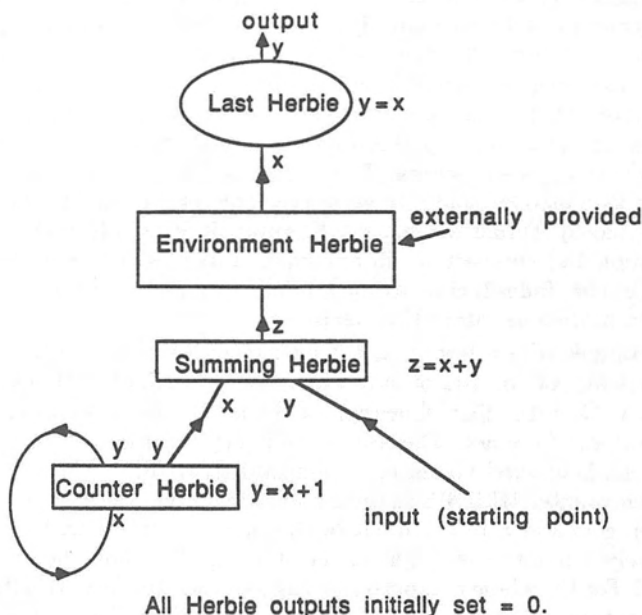 output
y
Last Herbie y=x
x
externally provided
Environment Herbie
z
Summing Herbie z=x+y
x y
y y
Counter Herbie y=x+1
x
input (starting point)
All Herbie outputs initially set = 0.